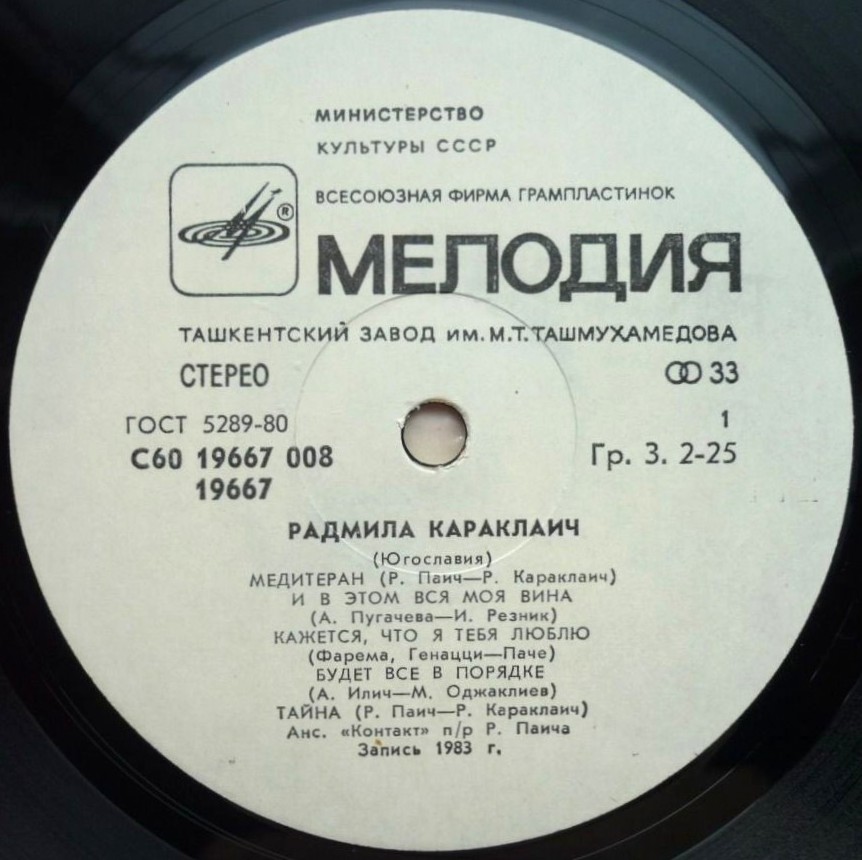 МИНИСТЕРСТВО
КУЛЬТУРЫ СССР
ВСЕСОЮЗНАЯ ФИРМА ГРАМПЛАСТИНОК
®
МЕЛОДИЯ
ТАШКЕНТСКИЙ ЗАВОД им. М.Т. ТАШМУХАМЕДОВА
СТЕРЕО 33
ГОСТ 5289-80 1
С60 19667 008 Гр. 3. 2-25
19667
РАДМИЛА КАРАКЛАИЧ
(Югославия)
МЕДИТЕРАН (Р. Паич—Р. Караклаич)
И В ЭТОМ ВСЯ МОЯ ВИНА
(А. Пугачева—И. Резник)
КАЖЕТСЯ, ЧТО Я ТЕБЯ ЛЮБЛЮ
(Фарема, Генацци—Паче)
БУДЕТ ВСЕ В ПОРЯДКЕ
(А. Илич—М. Оджаклиев)
ТАЙНА (Р. Паич—Р. Караклаич)
Анс. «Контакт» п/р Р. Паича
Запись 1983 г.